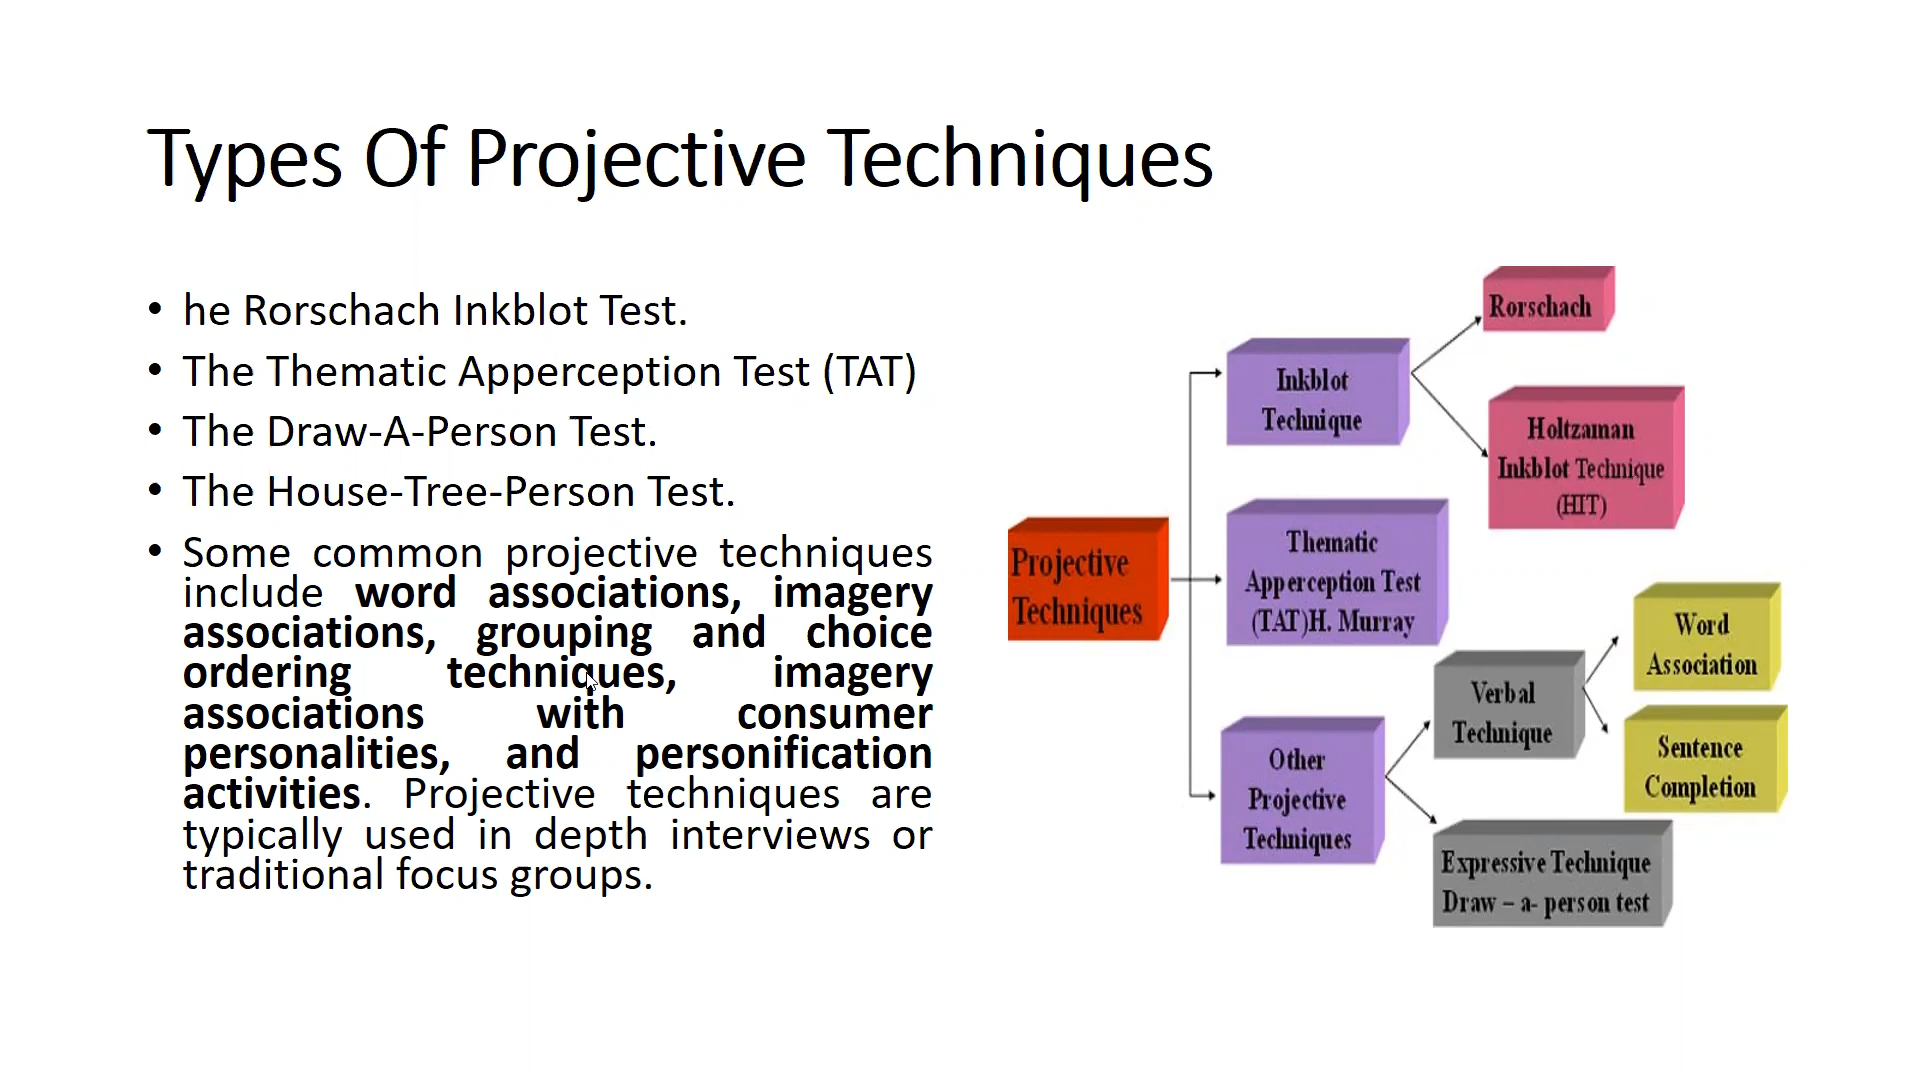 Types Of Projective Techniques
• he Rorschach Inkblot Test.
• The Thematic Apperception Test (TAT)
• The Draw-A-Person Test.
• The House-Tree-Person Test.
• Some common projective techniques
include word associations, imagery
associations, grouping and choice
ordering techniques, imagery
associations with consumer
personalities, and personification
activities. Projective techniques are
typically used in depth interviews or
traditional focus groups.
Projective
Techniques
Inkblot
Technique
Rorschach
Holtzaman
Inkblot Technique
(HIT)
Thematic
Apperception Test
(TAT)H. Murray
Other
Projective
Techniques
Verbal
Technique
Word
Association
Sentence
Completion
Expressive Technique
Draw – a- person test